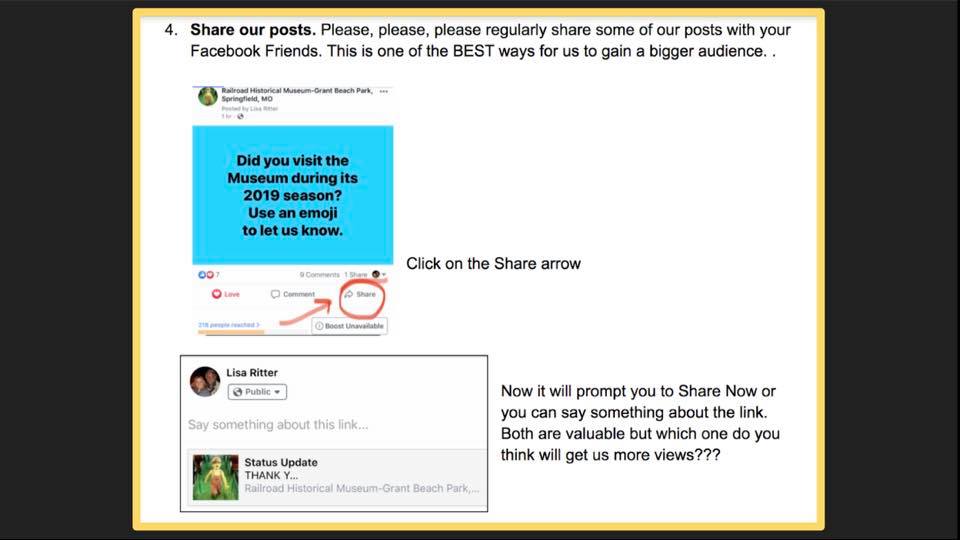 4. Share our posts. Please, please, please regularly share some of our posts with your
Facebook Friends. This is one of the BEST ways for us to gain a bigger audience. .
Railroad Historical Museum-Grant Beach Park, ...
Springfield, MO
Posted by Lisa Ritter
1 hr ·
Did you visit the
Museum during its
2019 season?
Use an emoji
to let us know.
7
9 Comments 1 Share
Love Comment Share
218 people reached >
Boost Unavailable
Click on the Share arrow
Lisa Ritter
Public
Say something about this link...
Status Update
THANK Y...
Railroad Historical Museum-Grant Beach Park,...
Now it will prompt you to Share Now or
you can say something about the link.
Both are valuable but which one do you
think will get us more views???